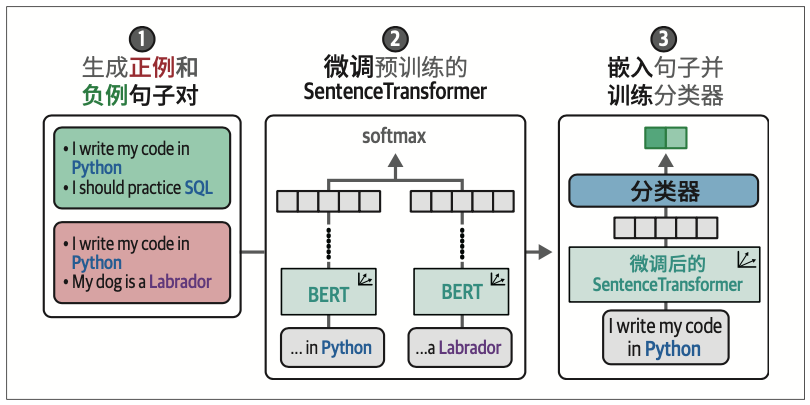 1
生成正例和
负例句子对
• I write my code in
Python
• I should practice SQL
• I write my code in
Python
• My dog is a Labrador
2
微调预训练的
SentenceTransformer
softmax
BERT
BERT
... in Python
...a Labrador
3
嵌入句子并
训练分类器
分类器
微调后的
SentenceTransformer
I write my code
in Python